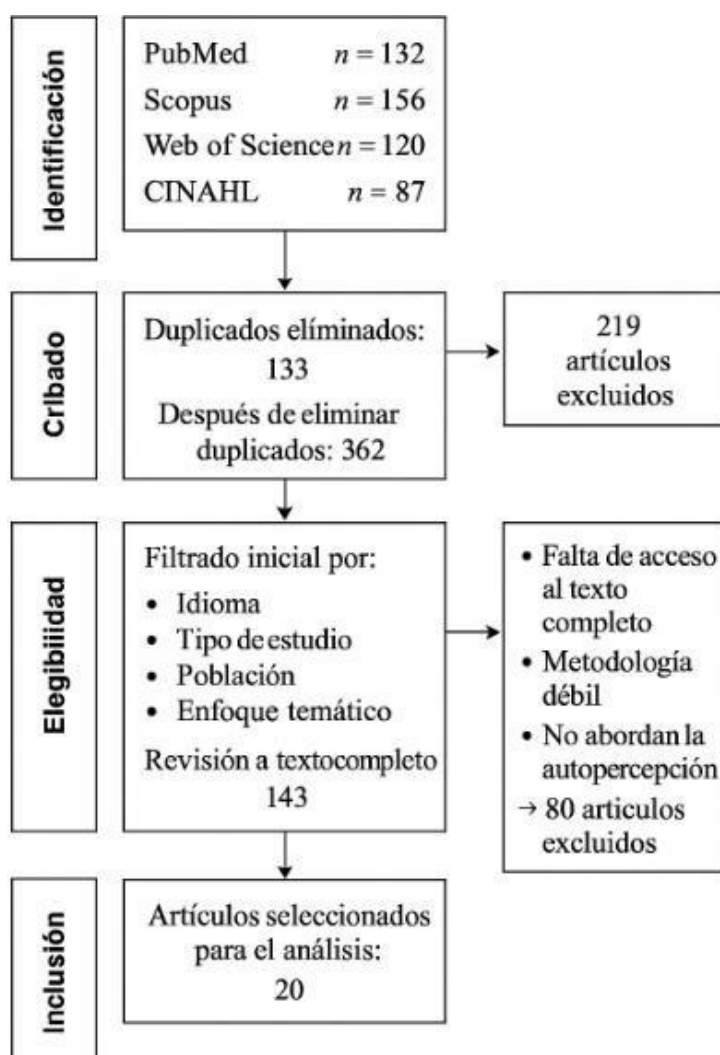 Identificación
PubMed n = 132
Scopus n = 156
Web of Science n = 120
CINAHL n = 87
Crlbado
Duplicados elíminados:
133
Después de eliminar
duplicados: 362
219
artículos
excluidos
Elegibiiidad
Filtrado inicial por:
• Idioma
• Tipo de estudio
• Población
• Enfoque temático
Revisión a textocompleto
143
• Falta de acceso
al texto
completo
• Metodología
débil
• No abordan la
autopercepción
→ 80 articulos
excluidos
Inclusión
Artículos seleccionados
para el análisis:
20